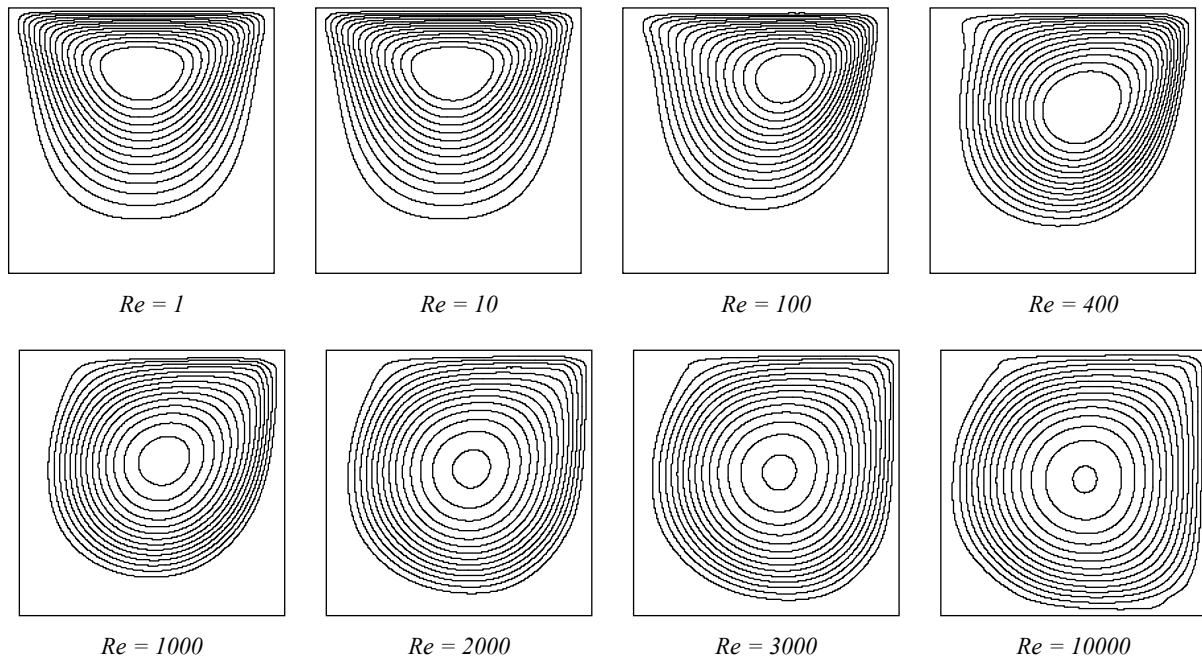 Re = 1
Re = 10
Re = 100
Re = 400
Re = 1000
Re = 2000
Re = 3000
Re = 10000